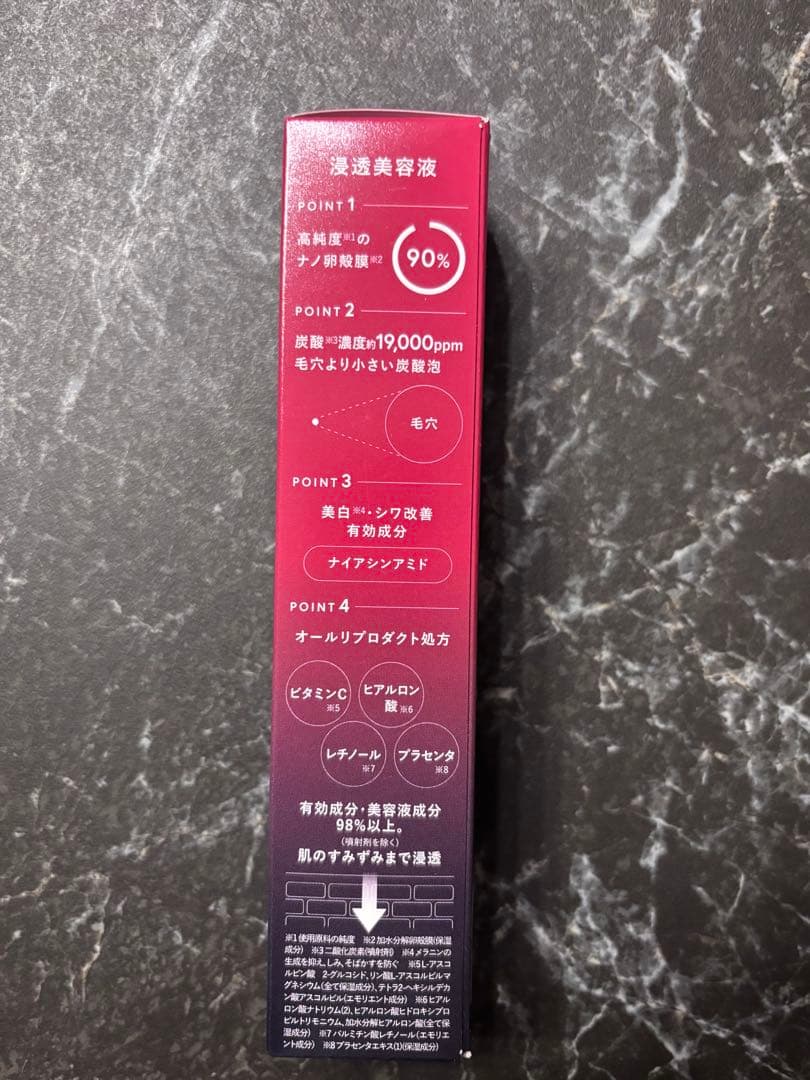 浸透美容液
POINT1
高純度※1の
ナノ卵殻膜※2
90%
POINT2
炭酸※3濃度約19,000ppm
毛穴より小さい炭酸泡
毛穴
POINT3
美白※4・シワ改善
有効成分
ナイアシンアミド
POINT4
オールリプロダクト処方
ビタミンC
※5
ヒアルロン
酸※6
レチノール
※7
プラセンタ
※8
有効成分・美容液成分
98%以上。
(噴射剤を除く)
肌のすみずみまで浸透
※1使用原料の純度 ※2加水分解卵殻膜(保湿
成分) ※3二酸化炭素(噴射剤) ※4メラニンの
生成を抑え、しみ、そばかすを防ぐ ※5L-アスコ
ルビン酸 2-グルコシド、リン酸L-アスコルビルマ
グネシウム(全て保湿成分)、テトラ2-ヘキシルデカ
ン酸アスコルビル(エモリエント成分) ※6ヒアル
ロン酸ナトリウム(2)、ヒアルロン酸ヒドロキシプロ
ピルトリモニウム、加水分解ヒアルロン酸(全て保
湿成分) ※7パルミチン酸レチノール(エモリエ
ント成分) ※8プラセンタエキス(1)(保湿成分)